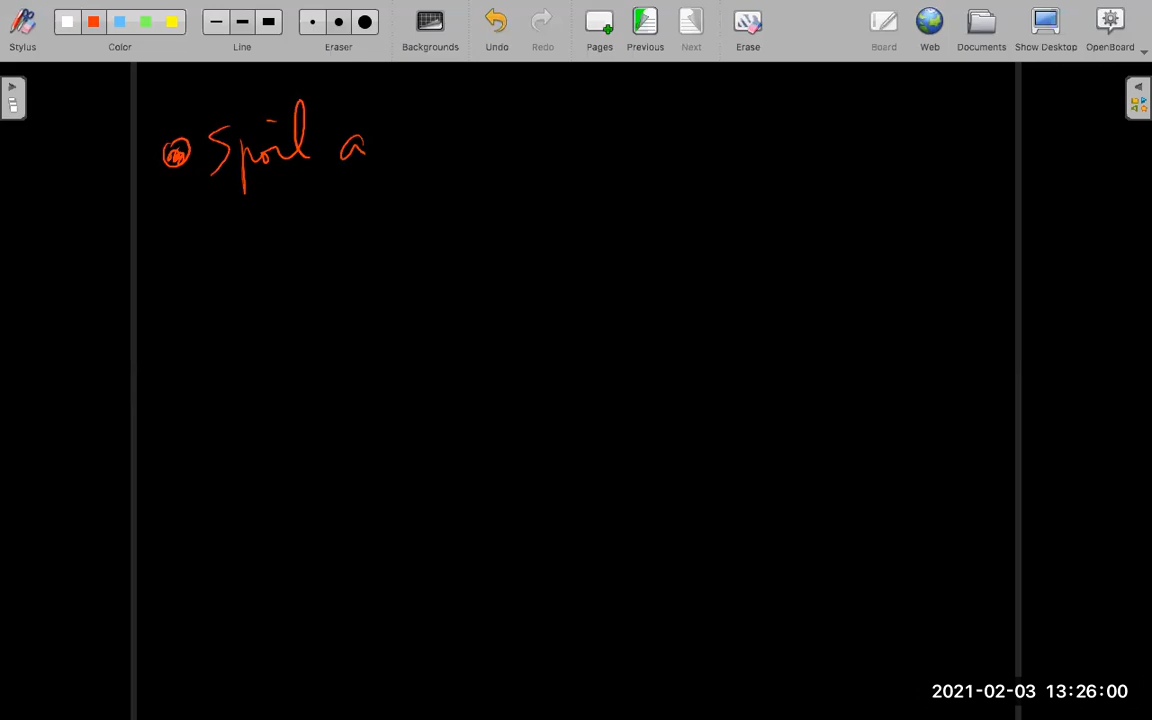 Stylus
Color
Line
Eraser
Backgrounds
Undo
Redo
Pages
Previous
Next
Erase
Board
Web
Documents
Show Desktop
OpenBoard
Spoil a
2021-02-03 13:26:00